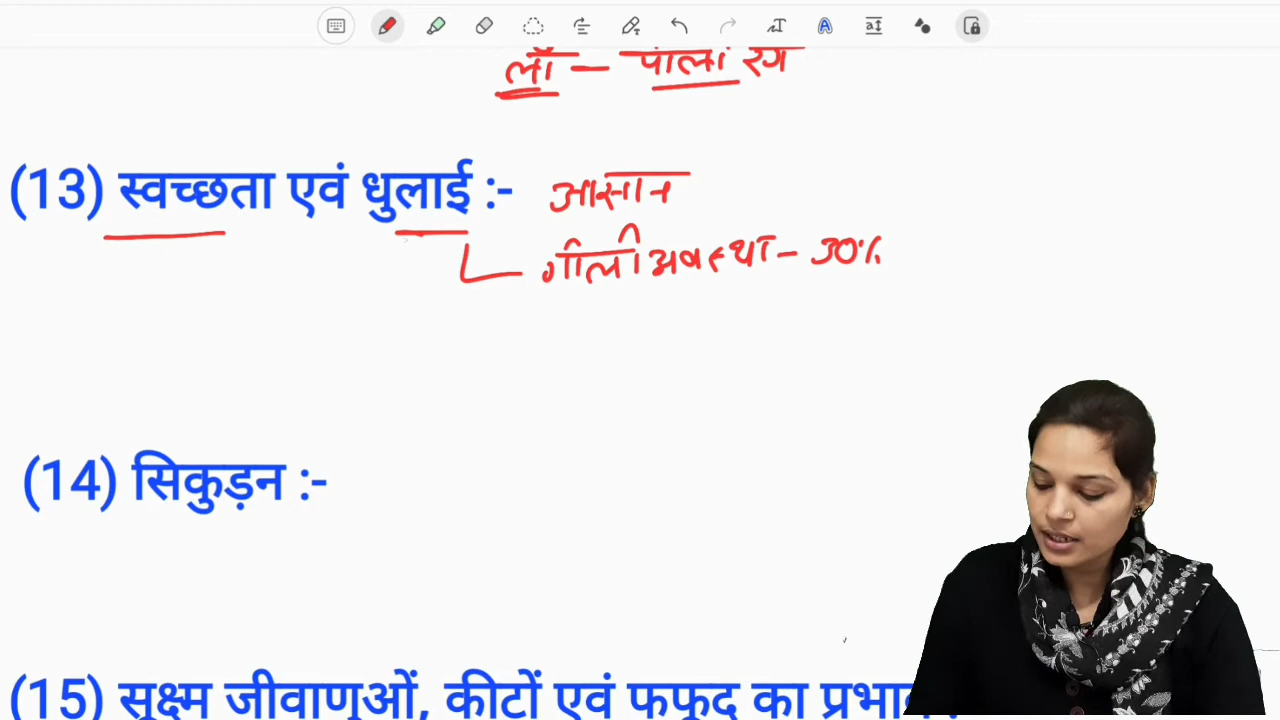 लॉ – पीला रंग
(13) स्वच्छता एवं धुलाई :- आसान
गीली अवस्था – 30%
(14) सिकुड़न :-
(15) सूक्ष्म जीवाणुओं, कीटों एवं फफूद का प्रभाव